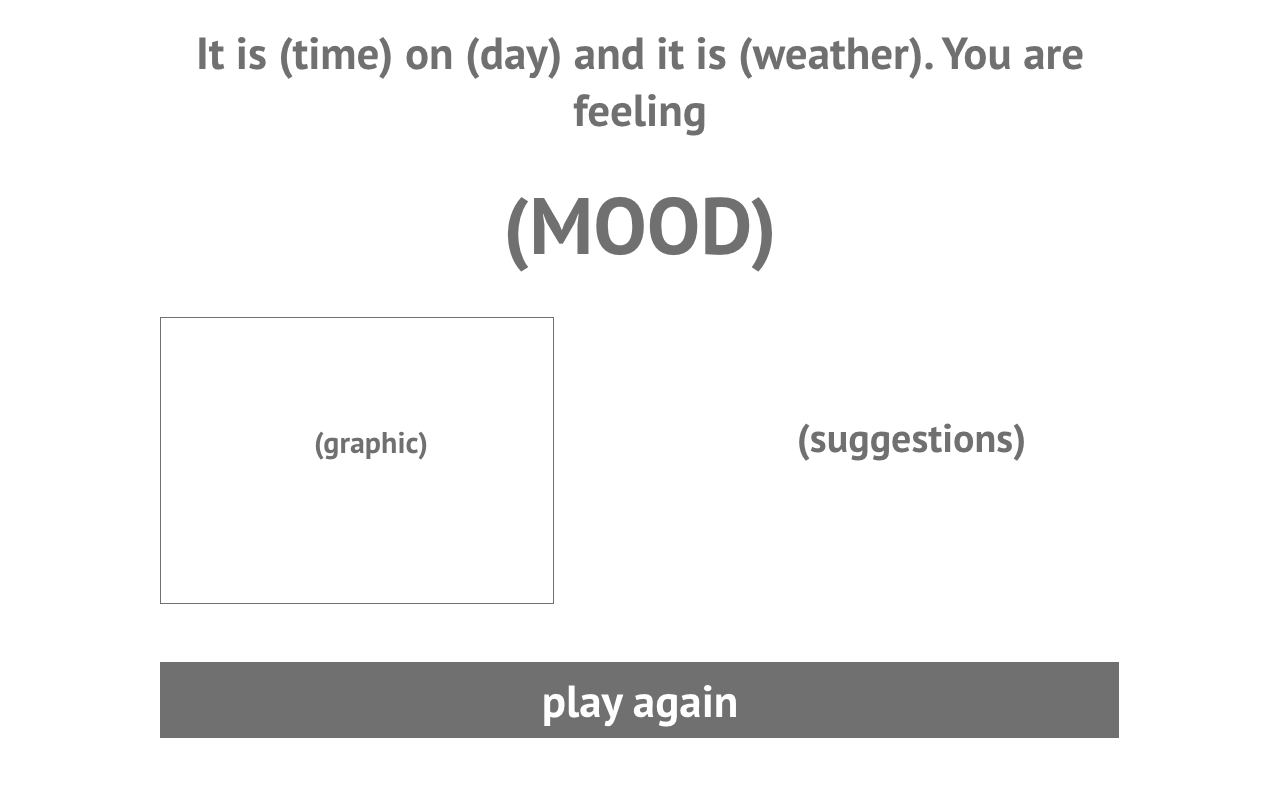 It is (time) on (day) and it is (weather). You are
feeling
(MOOD)
(graphic)
(suggestions)
play again